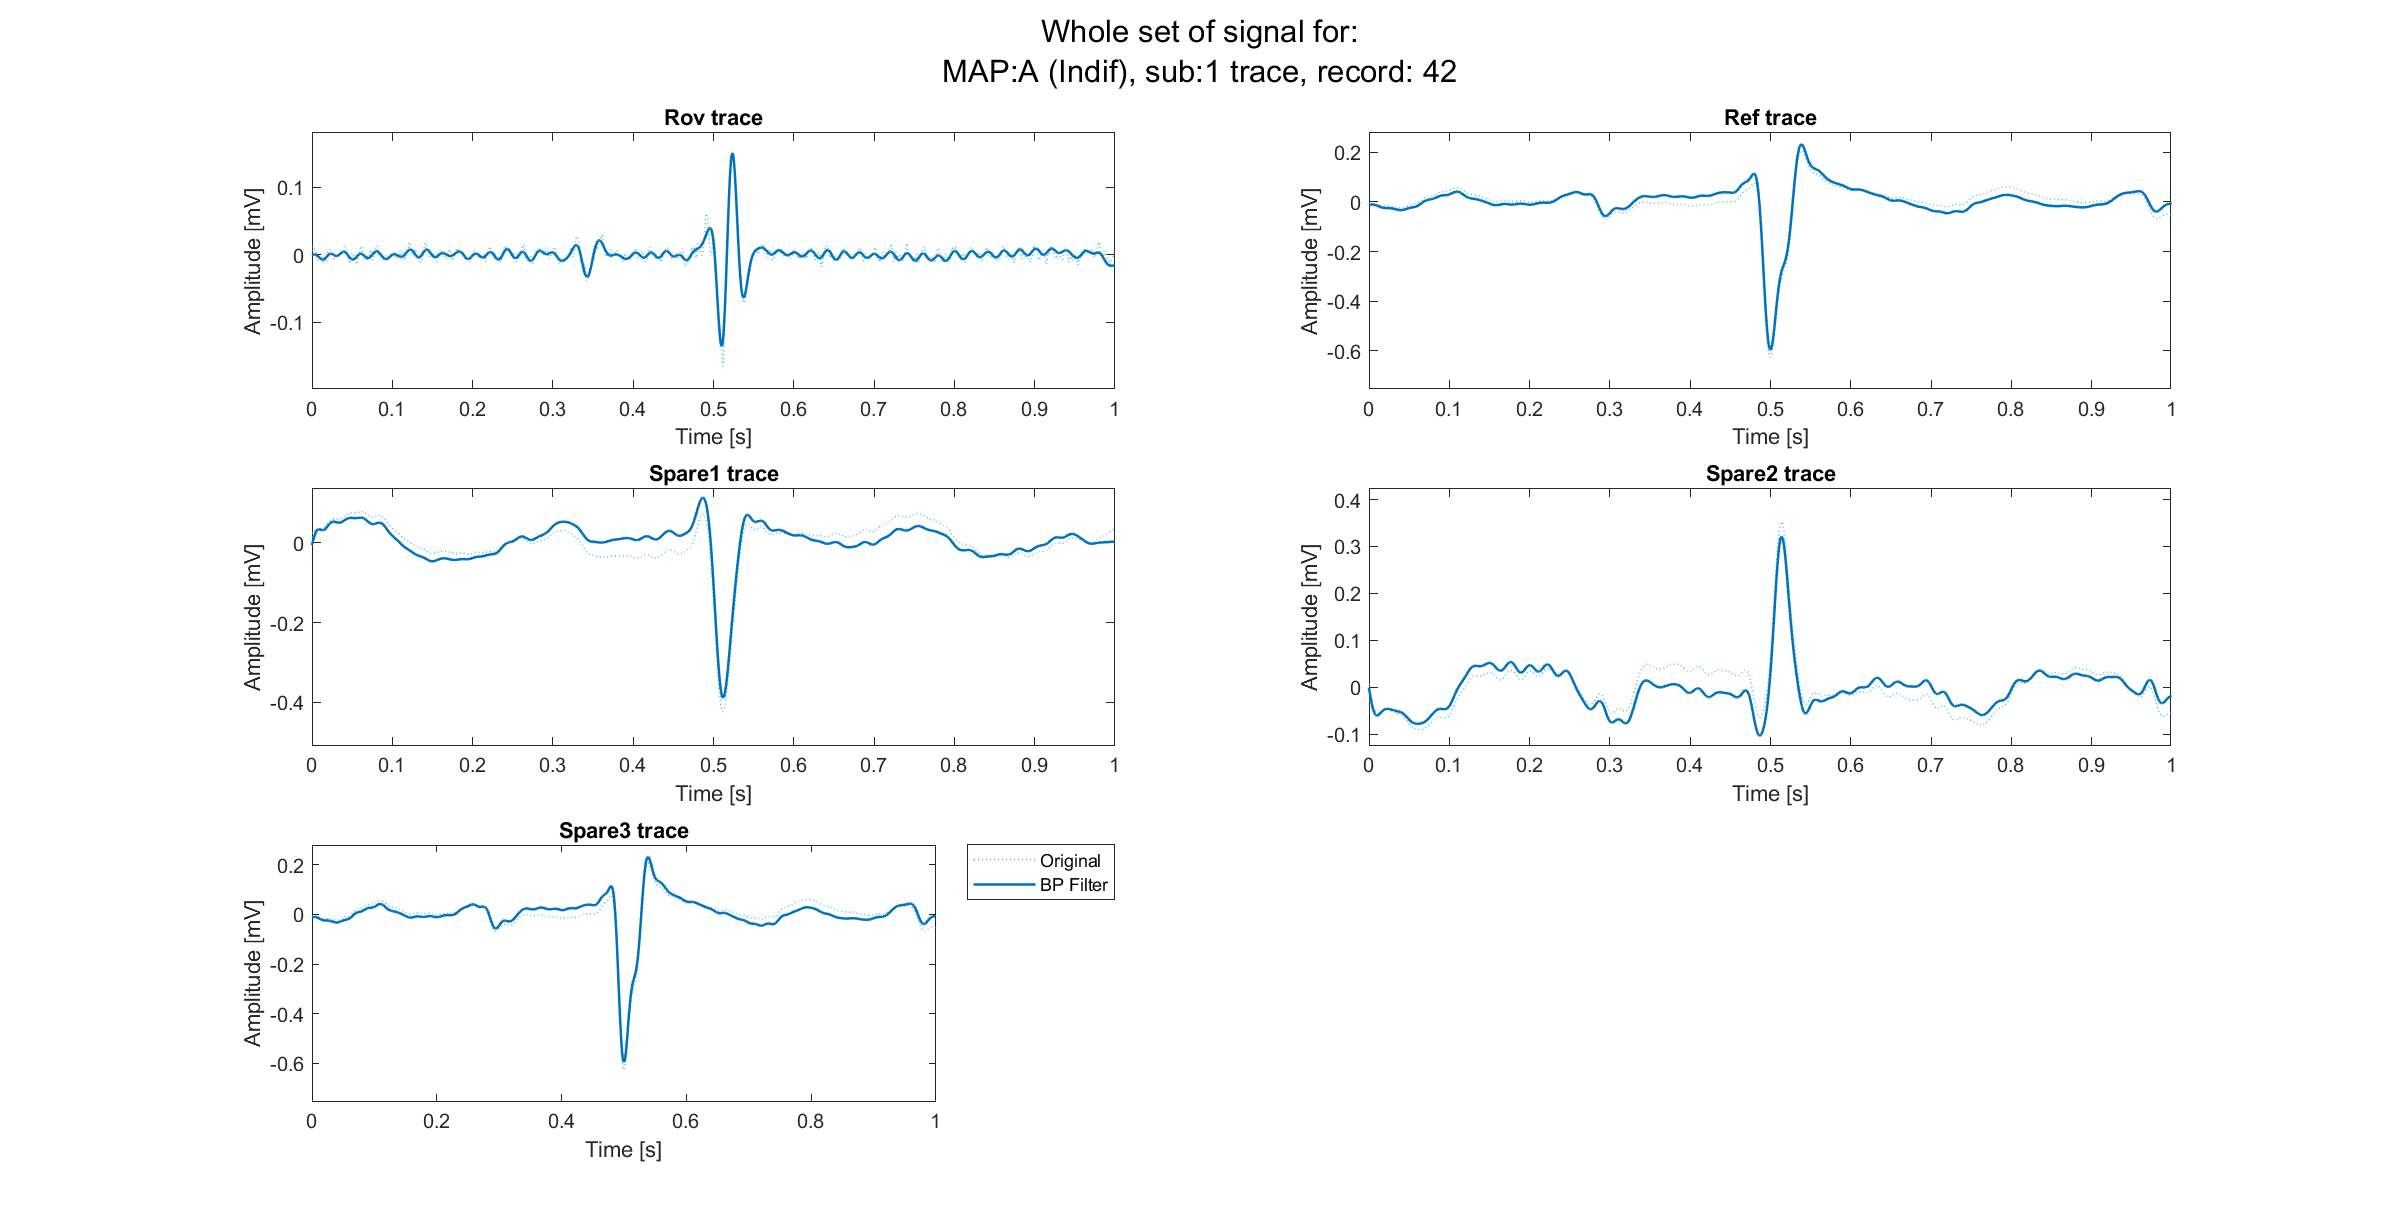 Whole set of signal for:
MAP:A (Indif), sub:1 trace, record: 42
Rov trace
Amplitude [mV]
0.1
0
-0.1
0 0.1 0.2 0.3 0.4 0.5 0.6 0.7 0.8 0.9 1
Time [s]
Ref trace
Amplitude [mV]
0.2
0
-0.2
-0.4
-0.6
0 0.1 0.2 0.3 0.4 0.5 0.6 0.7 0.8 0.9 1
Time [s]
Spare1 trace
Amplitude [mV]
0
-0.2
-0.4
0 0.1 0.2 0.3 0.4 0.5 0.6 0.7 0.8 0.9 1
Time [s]
Spare2 trace
Amplitude [mV]
0.4
0.3
0.2
0.1
0
-0.1
0 0.1 0.2 0.3 0.4 0.5 0.6 0.7 0.8 0.9 1
Time [s]
Spare3 trace
Amplitude [mV]
0.2
0
-0.2
-0.4
-0.6
0 0.2 0.4 0.6 0.8 1
Time [s]
Original
BP Filter